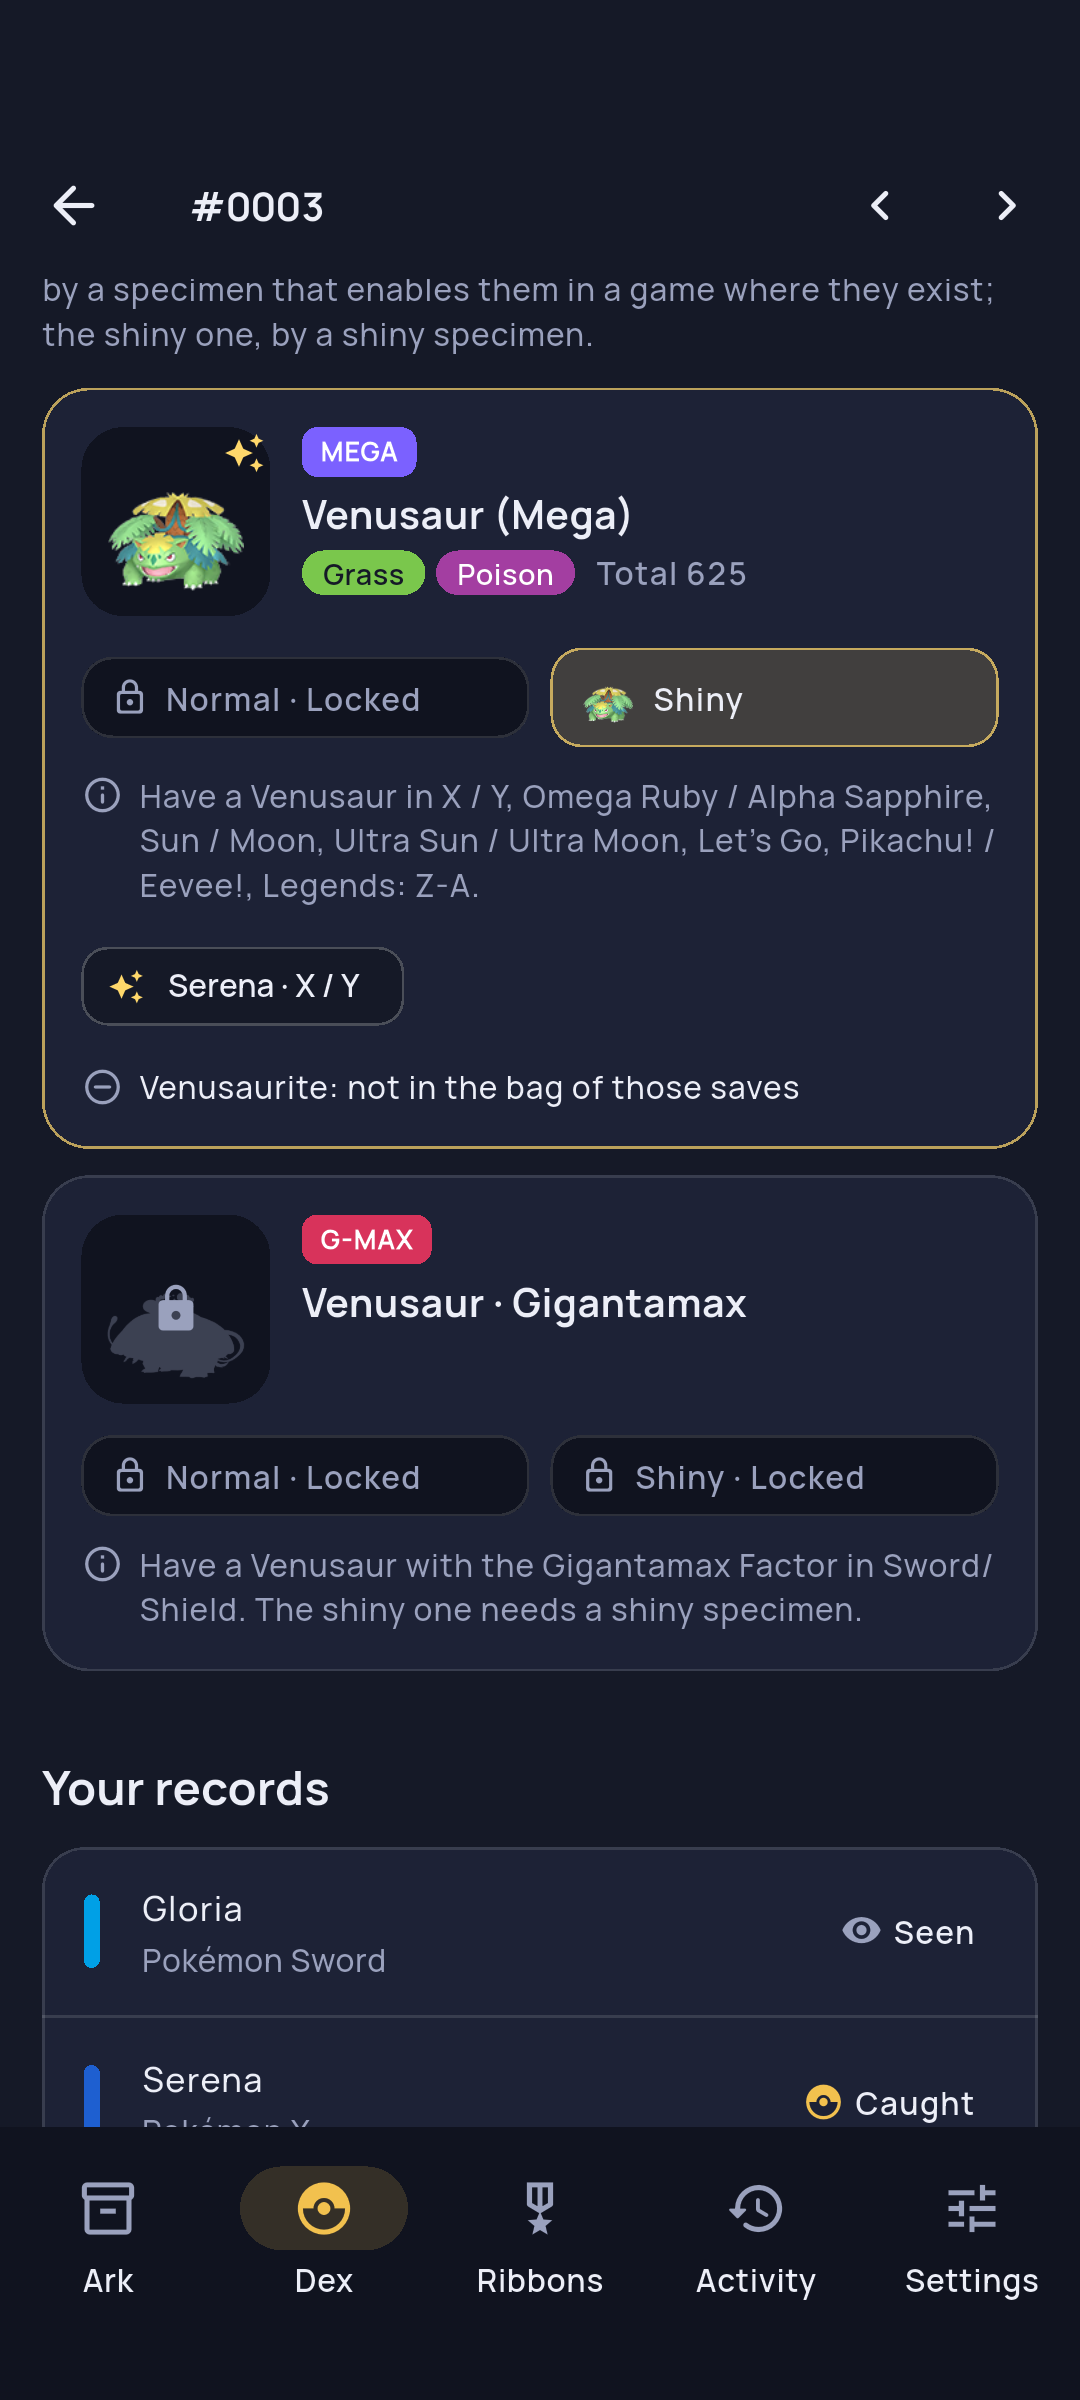 #0003
by a specimen that enables them in a game where they exist;
the shiny one, by a shiny specimen.
MEGA
Venusaur (Mega)
Grass Poison Total 625
Normal · Locked
Shiny
Have a Venusaur in X / Y, Omega Ruby / Alpha Sapphire,
Sun / Moon, Ultra Sun / Ultra Moon, Let's Go, Pikachu! /
Eevee!, Legends: Z-A.
Serena · X / Y
Venusaurite: not in the bag of those saves
G-MAX
Venusaur · Gigantamax
Normal · Locked
Shiny · Locked
Have a Venusaur with the Gigantamax Factor in Sword/
Shield. The shiny one needs a shiny specimen.
Your records
Gloria
Pokémon Sword
Seen
Serena
Pokémon X
Caught
Ark
Dex
Ribbons
Activity
Settings